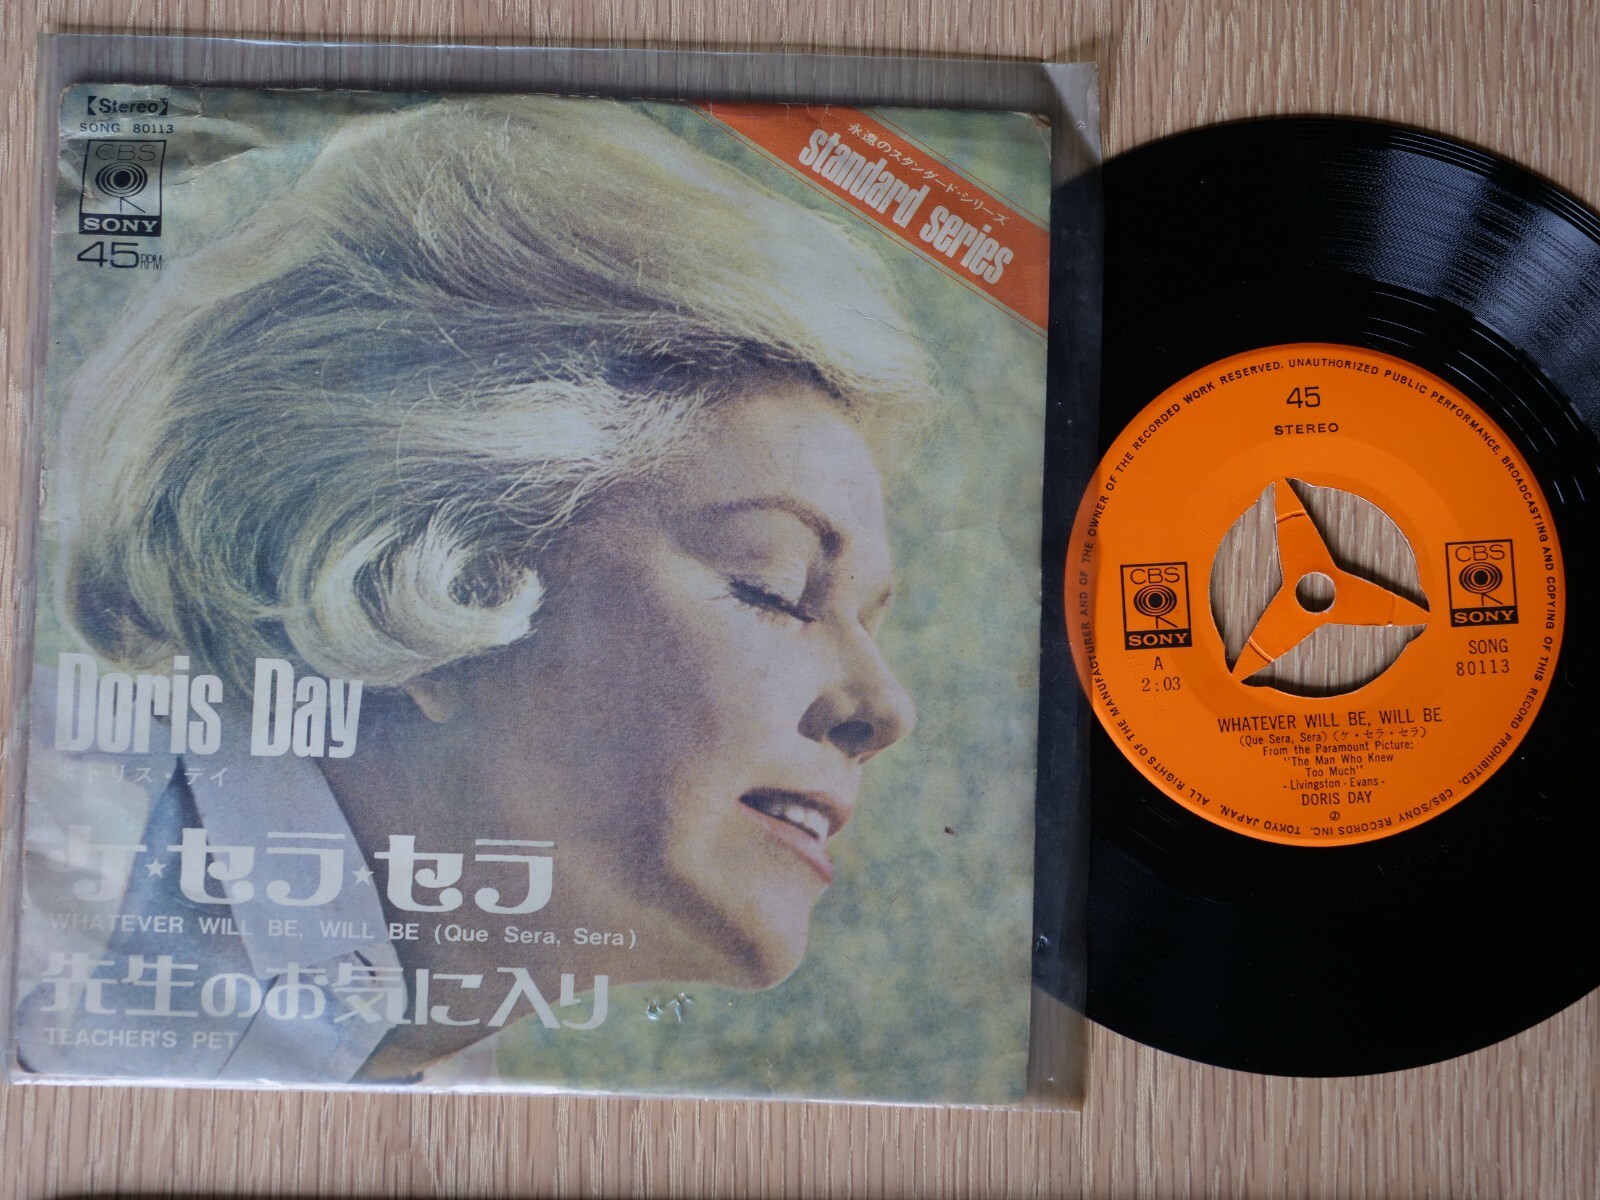 【Stereo】
SONG 80113
CBS
SONY
45RPM
永遠のスタンダード・シリーズ
standard series
Doris Day
ドリス・デイ
ケ★セラ★セラ
WHATEVER WILL BE, WILL BE (Que Sera, Sera)
先生のお気に入り
TEACHER'S PET
ALL RIGHTS OF THE MANUFACTURER AND OF THE OWNER OF THE RECORDED WORK RESERVED. UNAUTHORIZED PUBLIC PERFORMANCE, BROADCASTING AND COPYING OF THIS RECORD PROHIBITED. CBS/SONY RECORDS INC. TOKYO JAPAN.
45
STEREO
CBS
SONY
A
2:03
CBS
SONY
SONG
80113
WHATEVER WILL BE, WILL BE
(Que Sera, Sera) (ケ・セラ・セラ)
From the Paramount Picture:
"The Man Who Knew
Too Much"
- Livingston - Evans -
DORIS DAY
Ⓟ